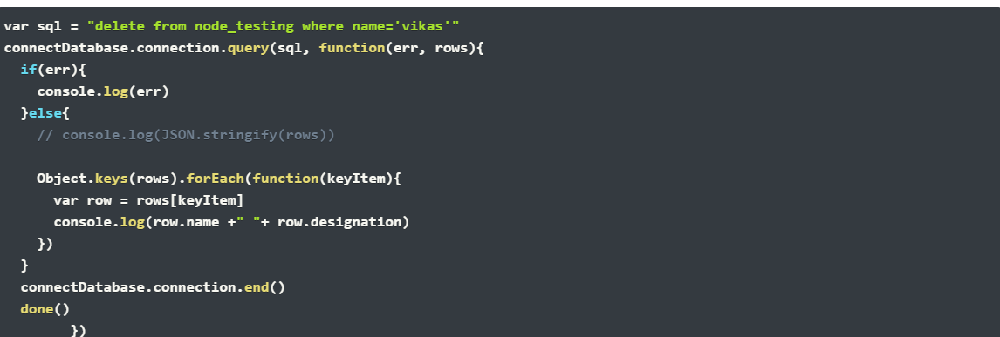 var sql = "delete from node_testing where name='vikas'"
connectDatabase.connection.query(sql, function(err, rows){
  if(err){
    console.log(err)
  }else{
    // console.log(JSON.stringify(rows))

    Object.keys(rows).forEach(function(keyItem){
      var row = rows[keyItem]
      console.log(row.name +" "+ row.designation)
    })
  }
  connectDatabase.connection.end()
  done()
        })